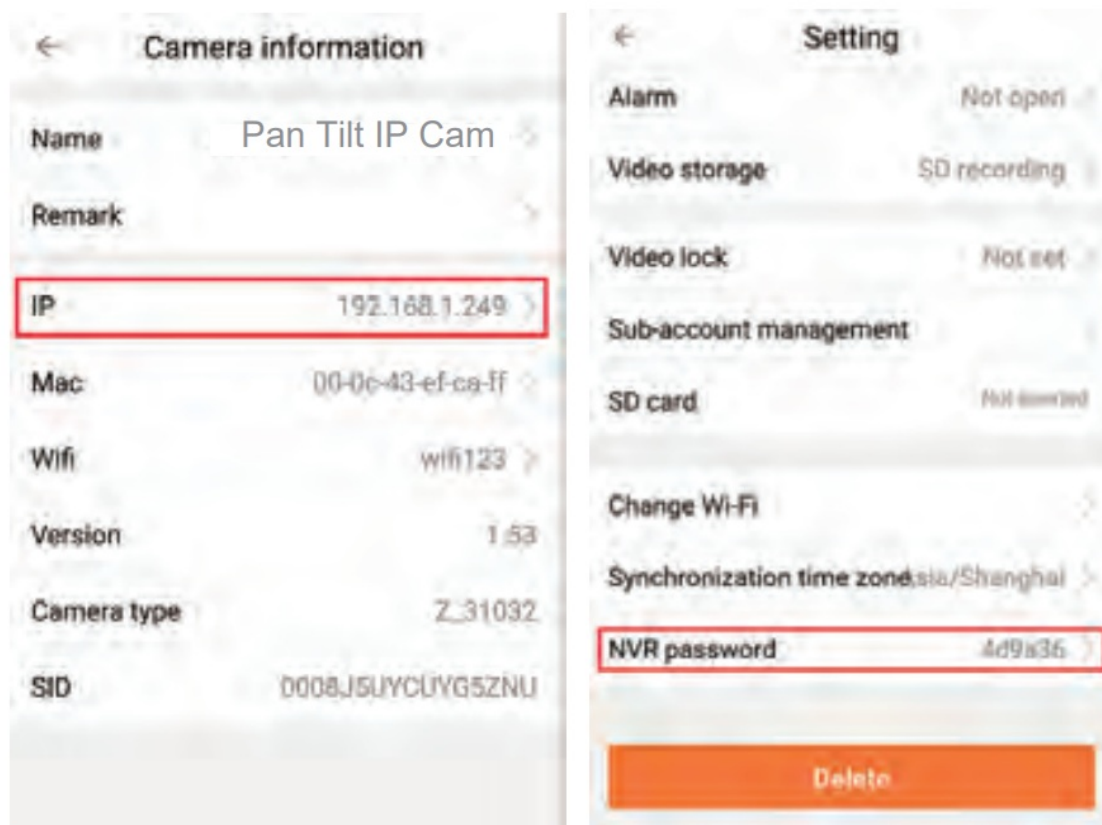 Camera information
Name Pan Tilt IP Cam
Remark
IP 192.168.1.249
Mac 00-0c-43-ef-ca-ff
Wifi wifi123
Version 1.53
Camera type Z_31032
SID
Setting
Alarm Not open
Video storage SD recording
Video lock Not set
Sub-account management
SD card Not inserted
Change Wi-Fi
Synchronization time zone sia/Shanghai
NVR password 4d9a36
Delete